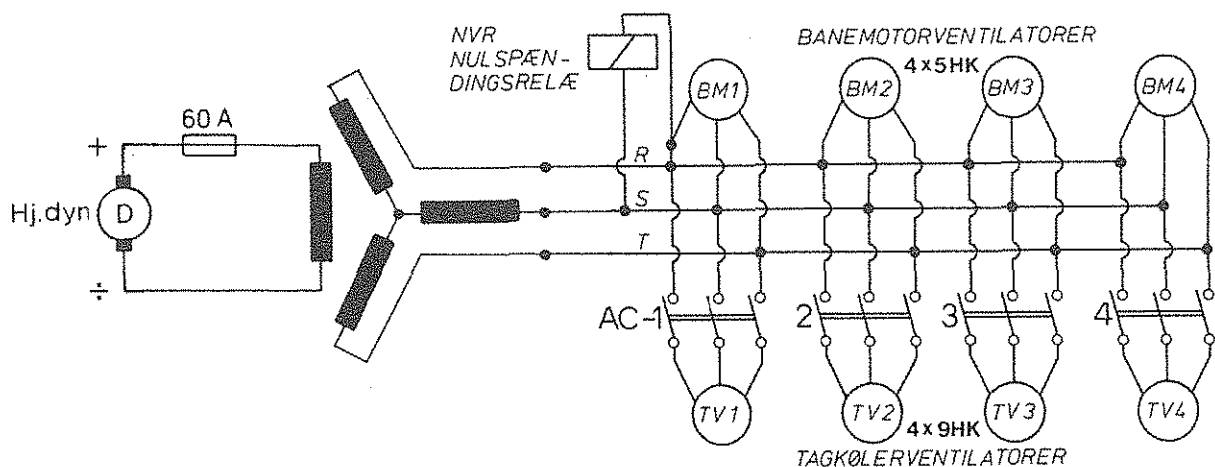 NVR
NULSPÆN-
DINGSRELÆ
BANEMOTORVENTILATORER
4×5HK
BM1
BM2
BM3
BM4
60 A
+
Hj.dyn
D
÷
R
S
T
AC-1
2
3
4
TV1
TV2
TV3
TV4
4×9HK
TAGKØLERVENTILATORER